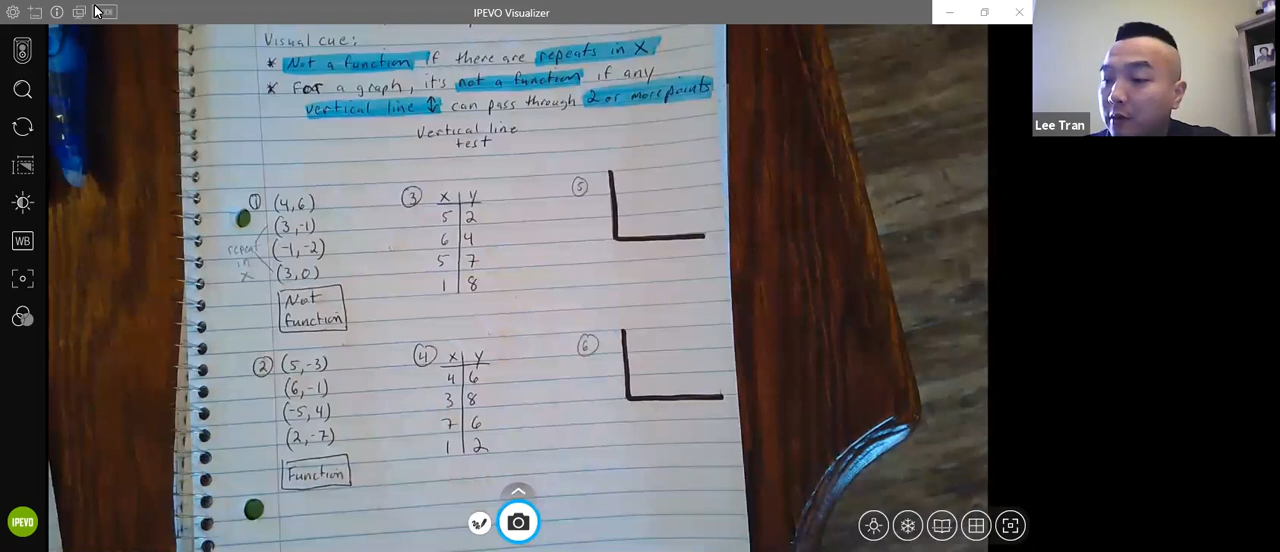 IPEVO Visualizer
Lee Tran
Visual cue:
* Not a function if there are repeats in X.
* For a graph, it's not a function if any
vertical line ↕ can pass through 2 or more points
Vertical line
test
① (4,6)
(3,-1)
(-1,-2)
(3,0)
repeat
in
x
Not
function
② (5,-3)
(6,-1)
(-5,4)
(2,-7)
Function
③ x | y
5 | 2
6 | 4
5 | 7
1 | 8
④ x | y
4 | 6
3 | 8
7 | 6
1 | 2
⑤
⑥
WB
IPEVO